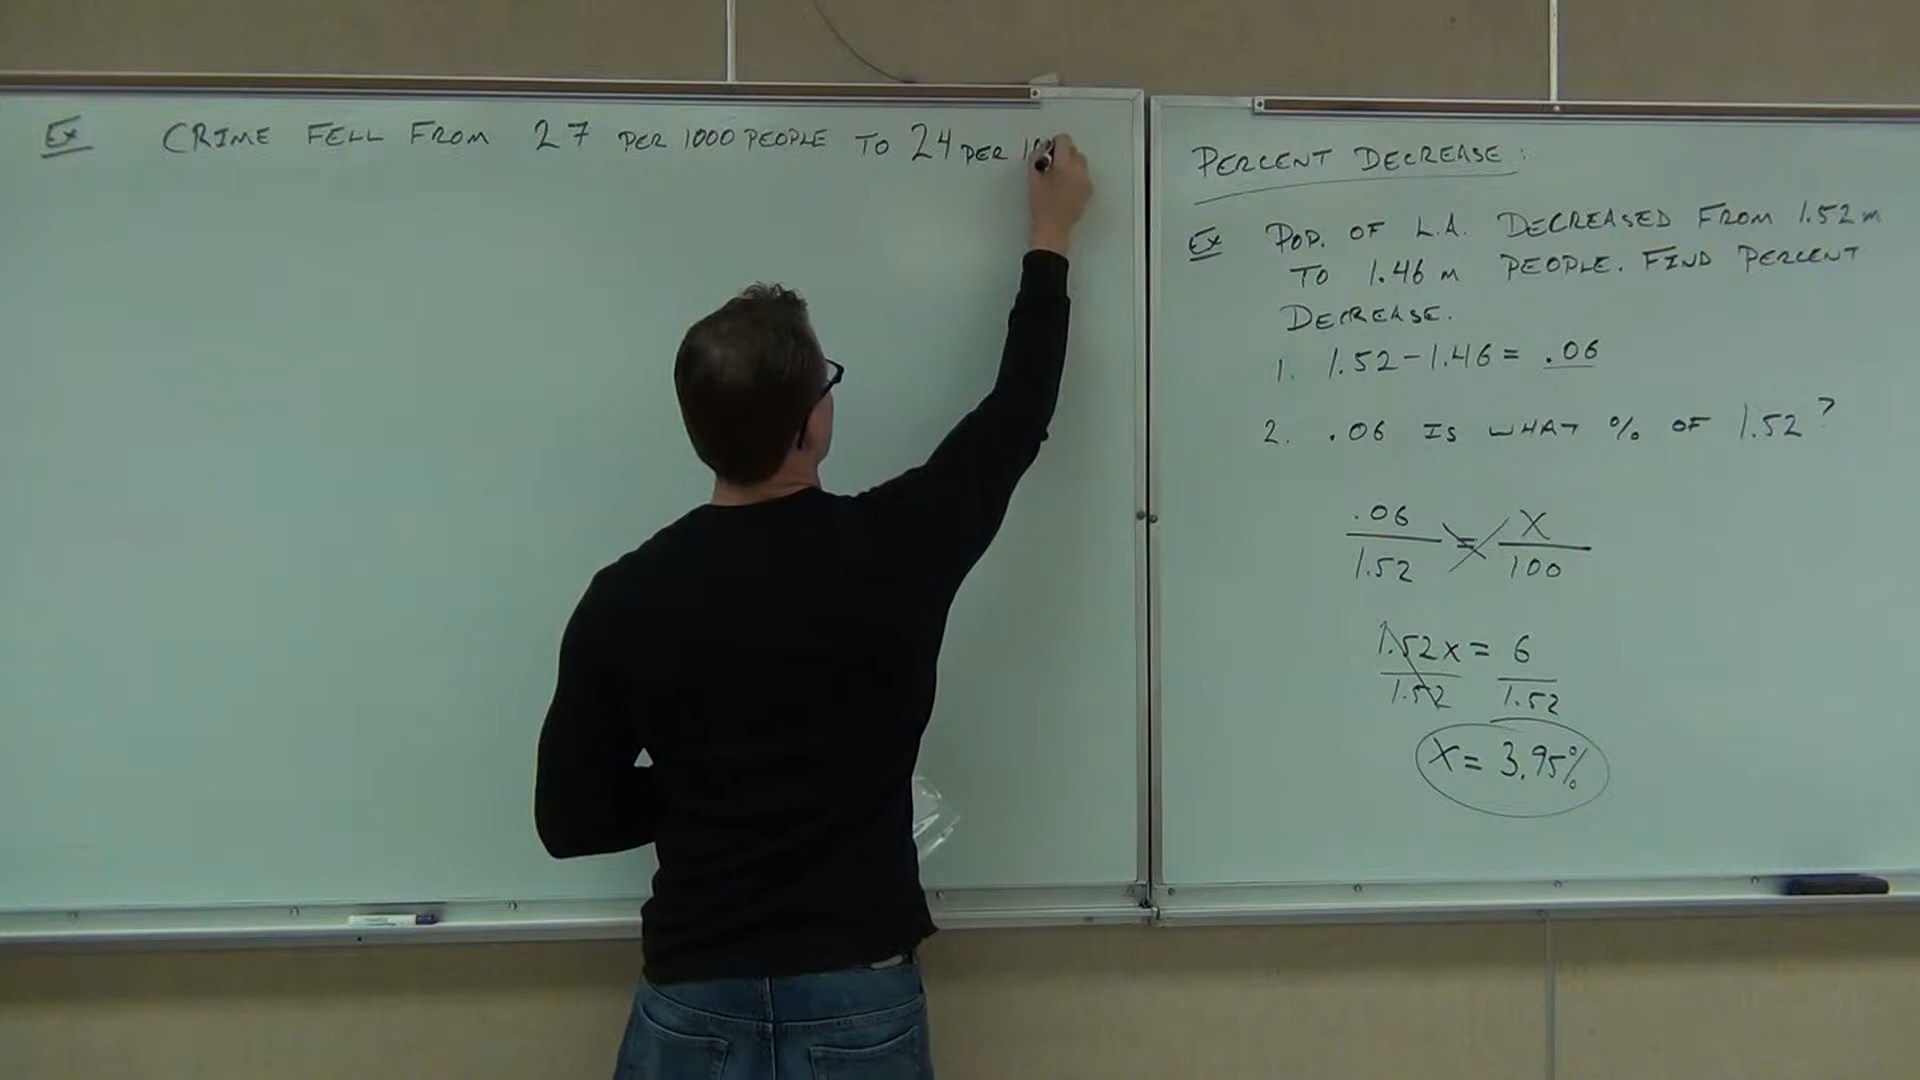 Ex CRIME FELL FROM 27 PER 1000 PEOPLE TO 24 PER
PERCENT DECREASE:
Ex POP. OF L.A. DECREASED FROM 1.52 m
TO 1.46 m PEOPLE. FIND PERCENT
DECREASE.
1. 1.52-1.46 = .06
2. .06 IS WHAT % OF 1.52?
.06 = X
1.52 100
1.52x = 6
1.52 1.52
X = 3.95%